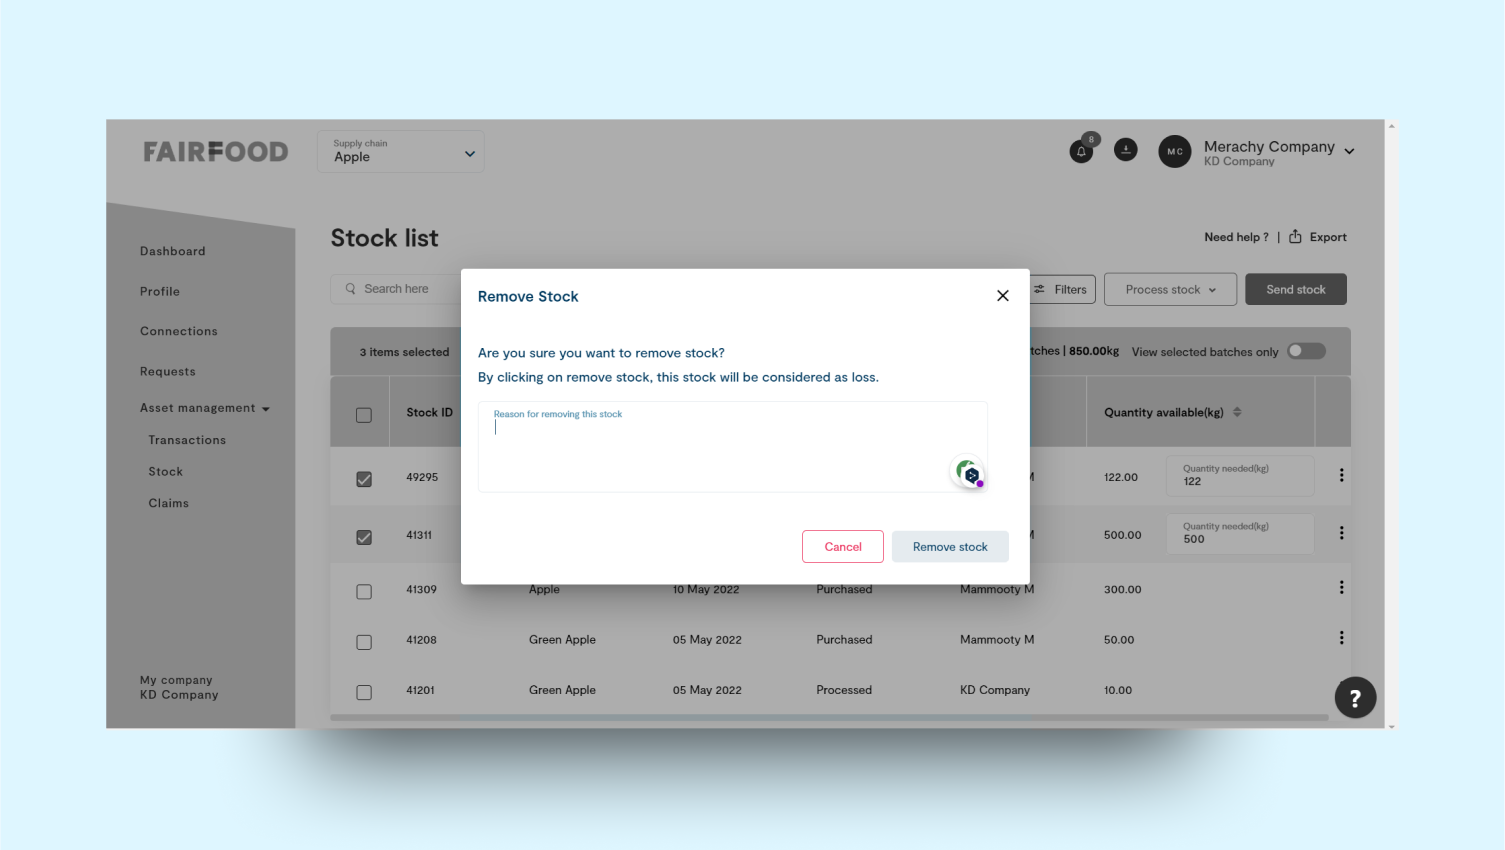 FAIRFOOD
Supply chain
Apple
8
MC
Merachy Company
KD Company
Dashboard
Profile
Connections
Requests
Asset management
Transactions
Stock
Claims
My company
KD Company
Stock list
Need help ? | Export
Search here
Filters
Process stock
Send stock
3 items selected
| 850.00kg
View selected batches only
Stock ID
Quantity available(kg)
49295
122.00
Quantity needed(kg)
122
41311
500.00
Quantity needed(kg)
500
41309 Apple 10 May 2022 Purchased Mammooty M 300.00
41208 Green Apple 05 May 2022 Purchased Mammooty M 50.00
41201 Green Apple 05 May 2022 Processed KD Company 10.00
Remove Stock
Are you sure you want to remove stock?
By clicking on remove stock, this stock will be considered as loss.
Reason for removing this stock
Cancel
Remove stock
?